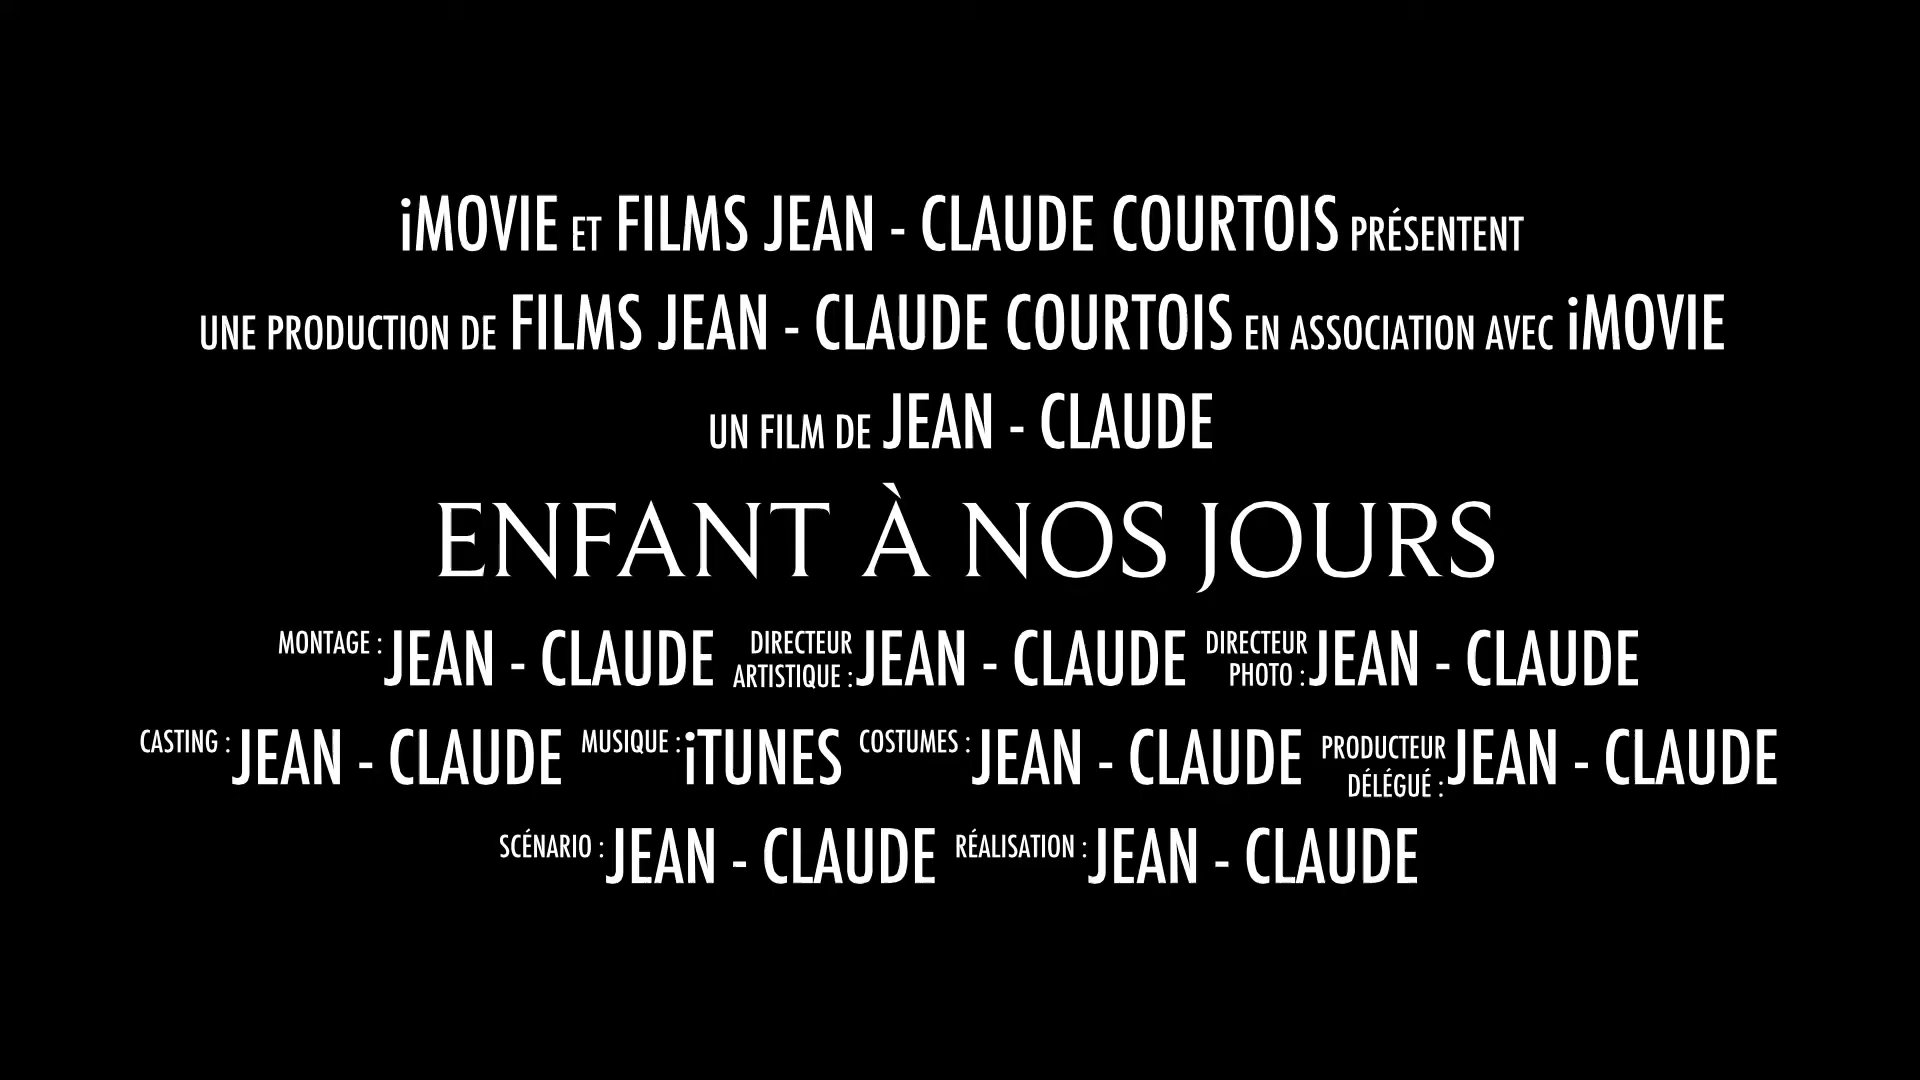 iMOVIE ET FILMS JEAN - CLAUDE COURTOIS PRÉSENTENT
UNE PRODUCTION DE FILMS JEAN - CLAUDE COURTOIS EN ASSOCIATION AVEC iMOVIE
UN FILM DE JEAN - CLAUDE
ENFANT À NOS JOURS
MONTAGE : JEAN - CLAUDE DIRECTEUR ARTISTIQUE : JEAN - CLAUDE DIRECTEUR PHOTO : JEAN - CLAUDE
CASTING : JEAN - CLAUDE MUSIQUE : iTUNES COSTUMES : JEAN - CLAUDE PRODUCTEUR DÉLÉGUÉ : JEAN - CLAUDE
SCÉNARIO : JEAN - CLAUDE RÉALISATION : JEAN - CLAUDE